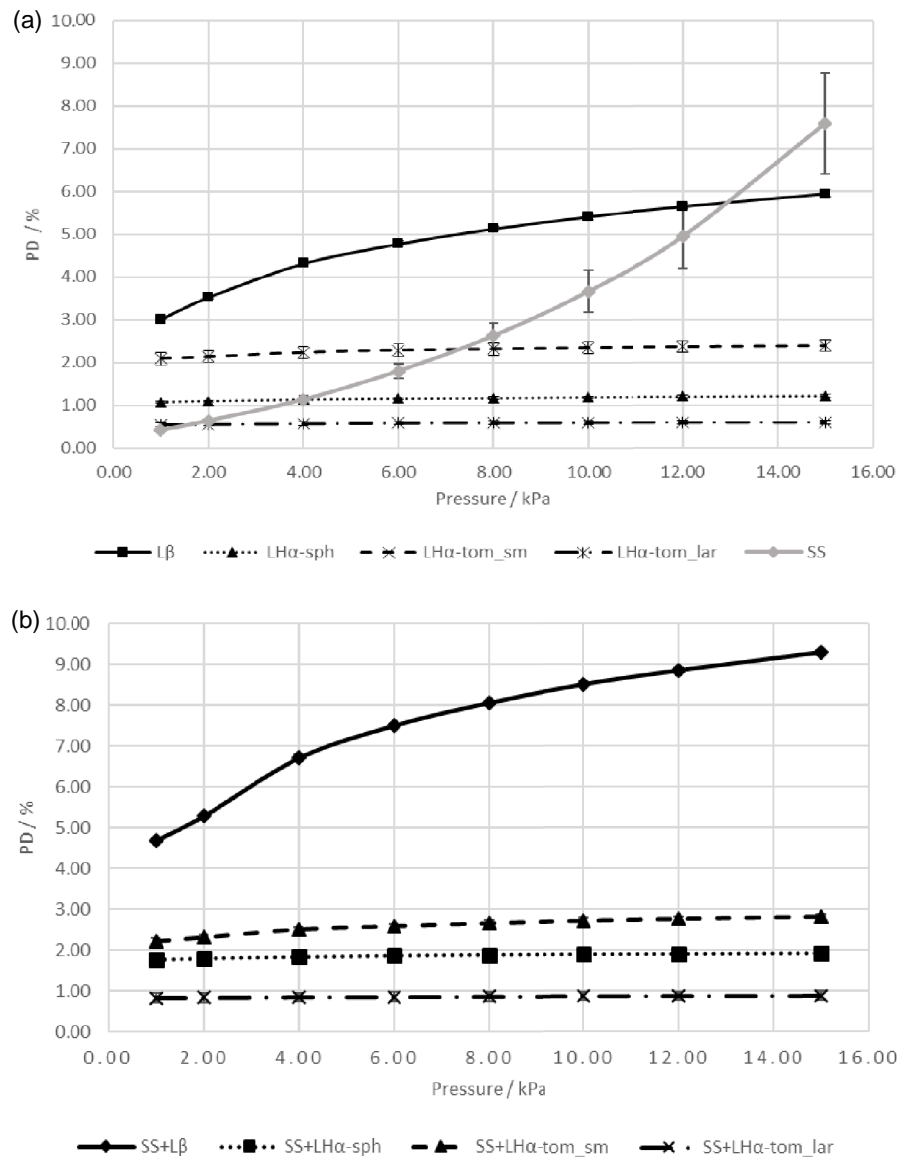 (a)
10.00
9.00
8.00
7.00
6.00
5.00
4.00
3.00
2.00
1.00
0.00
PD / %
0.00 2.00 4.00 6.00 8.00 10.00 12.00 14.00 16.00
Pressure / kPa
Lβ LHα-sph LHα-tom_sm LHα-tom_lar SS
(b)
10.00
9.00
8.00
7.00
6.00
5.00
4.00
3.00
2.00
1.00
0.00
PD / %
0.00 2.00 4.00 6.00 8.00 10.00 12.00 14.00 16.00
Pressure / kPa
SS+Lβ SS+LHα-sph SS+LHα-tom_sm SS+LHα-tom_lar